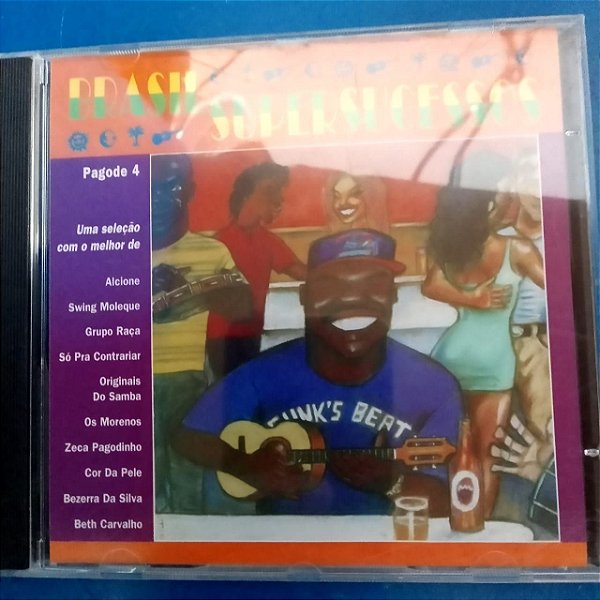 BRASIL
SUPERSUCESSOS
Pagode 4
Uma seleção
com o melhor de
Alcione
Swing Moleque
Grupo Raça
Só Pra Contrariar
Originais
Do Samba
Os Morenos
Zeca Pagodinho
Cor Da Pele
Bezerra Da Silva
Beth Carvalho
BEAT